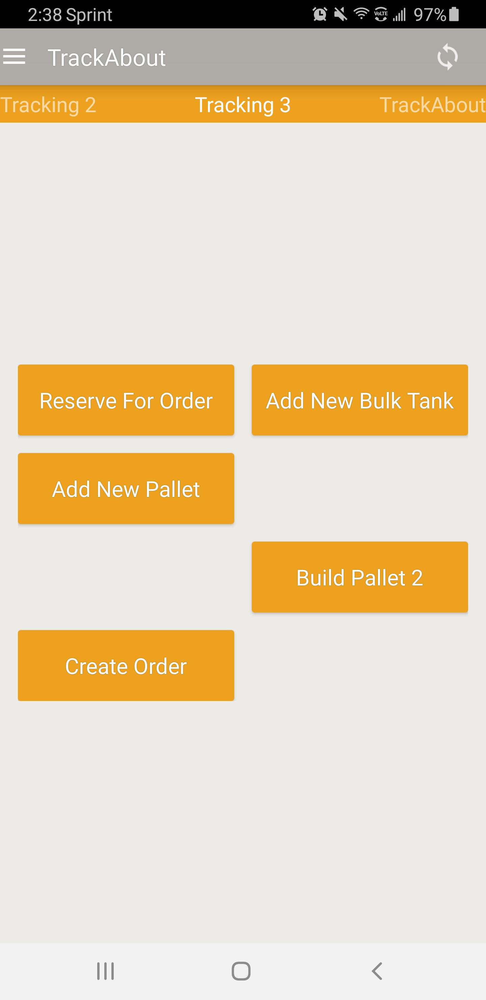 2:38 Sprint VoLTE 97%
TrackAbout
Tracking 2 Tracking 3 TrackAbout
Reserve For Order Add New Bulk Tank
Add New Pallet
Build Pallet 2
Create Order